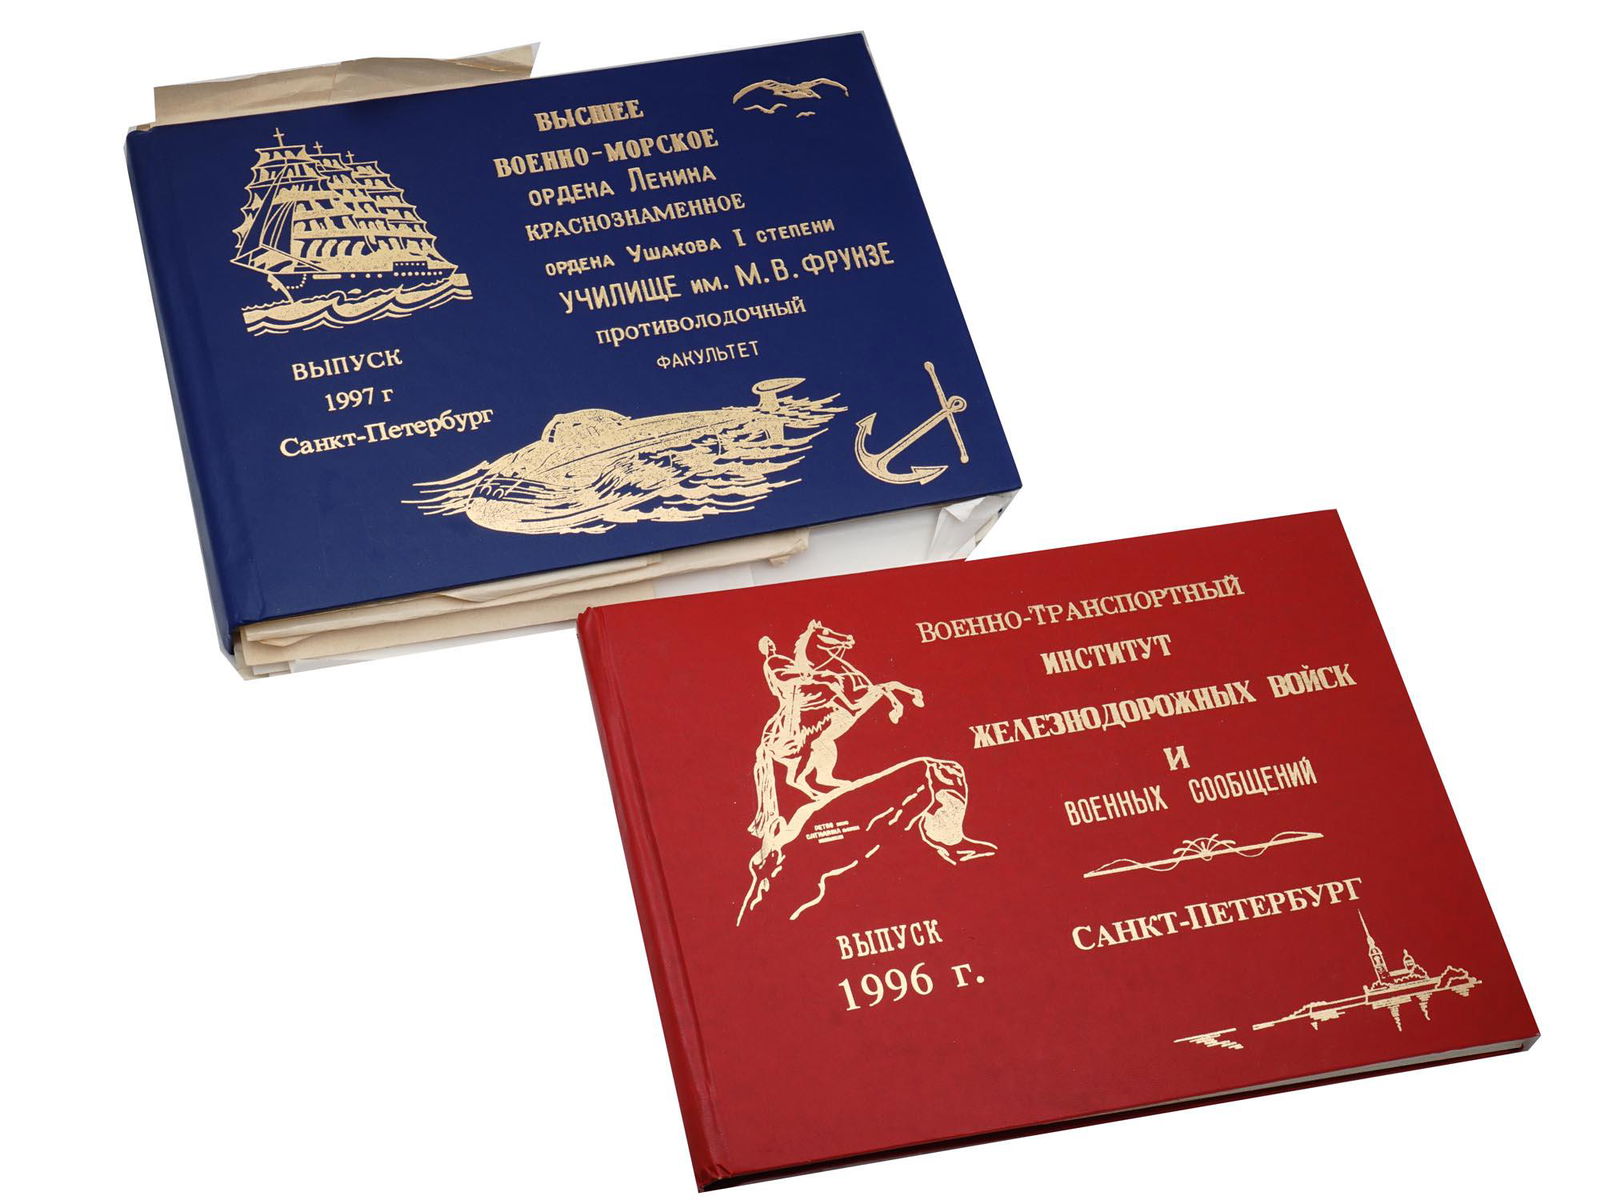 ВЫСШЕЕ
ВОЕННО-МОРСКОЕ
ОРДЕНА ЛЕНИНА
КРАСНОЗНАМЕННОЕ
ОРДЕНА УШАКОВА I СТЕПЕНИ
УЧИЛИЩЕ ИМ. М.В. ФРУНЗЕ
ПРОТИВОЛОДОЧНЫЙ
ФАКУЛЬТЕТ
ВЫПУСК
1997 г
Санкт-Петербург
ВОЕННО-ТРАНСПОРТНЫЙ
ИНСТИТУТ
ЖЕЛЕЗНОДОРОЖНЫХ ВОЙСК
И
ВОЕННЫХ СООБЩЕНИЙ
САНКТ-ПЕТЕРБУРГ
ВЫПУСК
1996 г.